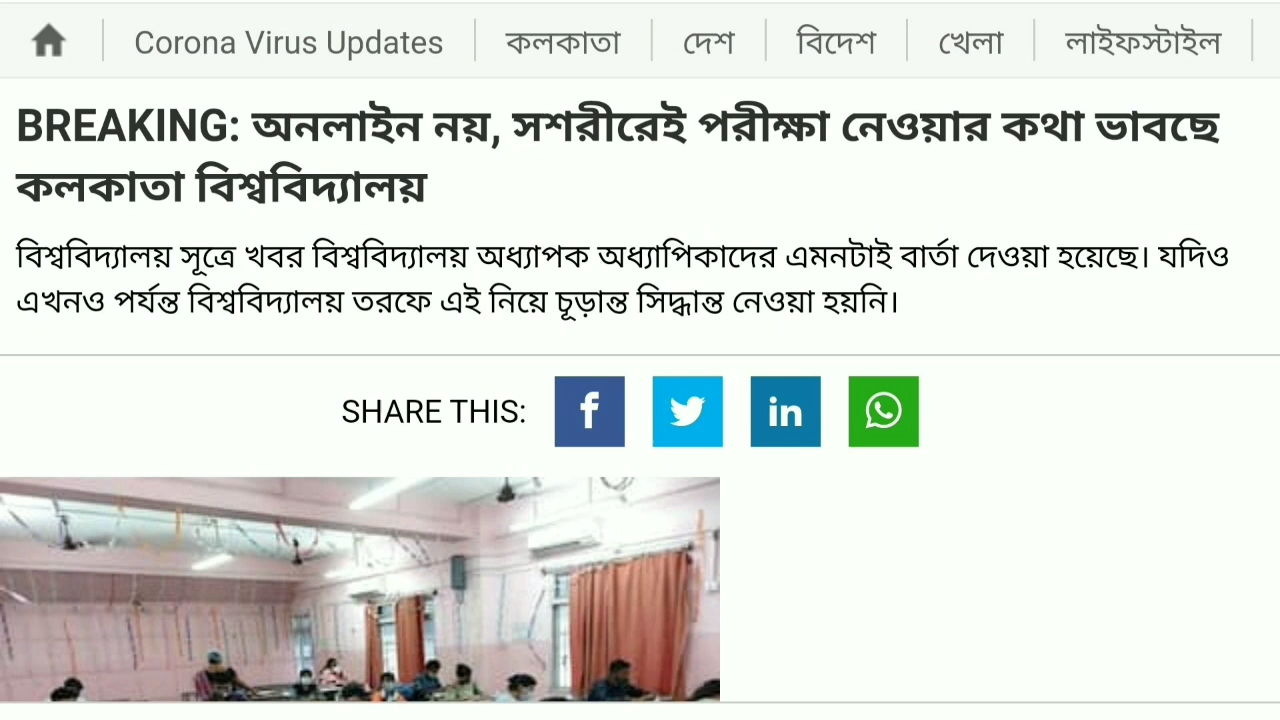 Corona Virus Updates কলকাতা দেশ বিদেশ খেলা লাইফস্টাইল
BREAKING: অনলাইন নয়, সশরীরেই পরীক্ষা নেওয়ার কথা ভাবছে
কলকাতা বিশ্ববিদ্যালয়
বিশ্ববিদ্যালয় সূত্রে খবর বিশ্ববিদ্যালয় অধ্যাপক অধ্যাপিকাদের এমনটাই বার্তা দেওয়া হয়েছে। যদিও
এখনও পর্যন্ত বিশ্ববিদ্যালয় তরফে এই নিয়ে চূড়ান্ত সিদ্ধান্ত নেওয়া হয়নি।
SHARE THIS: